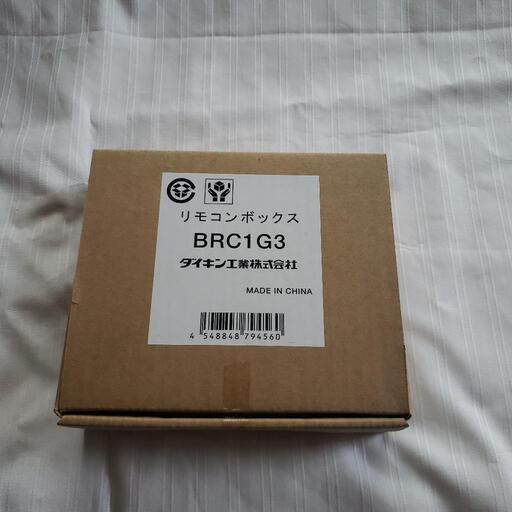 リモコンボックス
BRC1G3
ダイキン工業株式会社
MADE IN CHINA
4 548848 794560